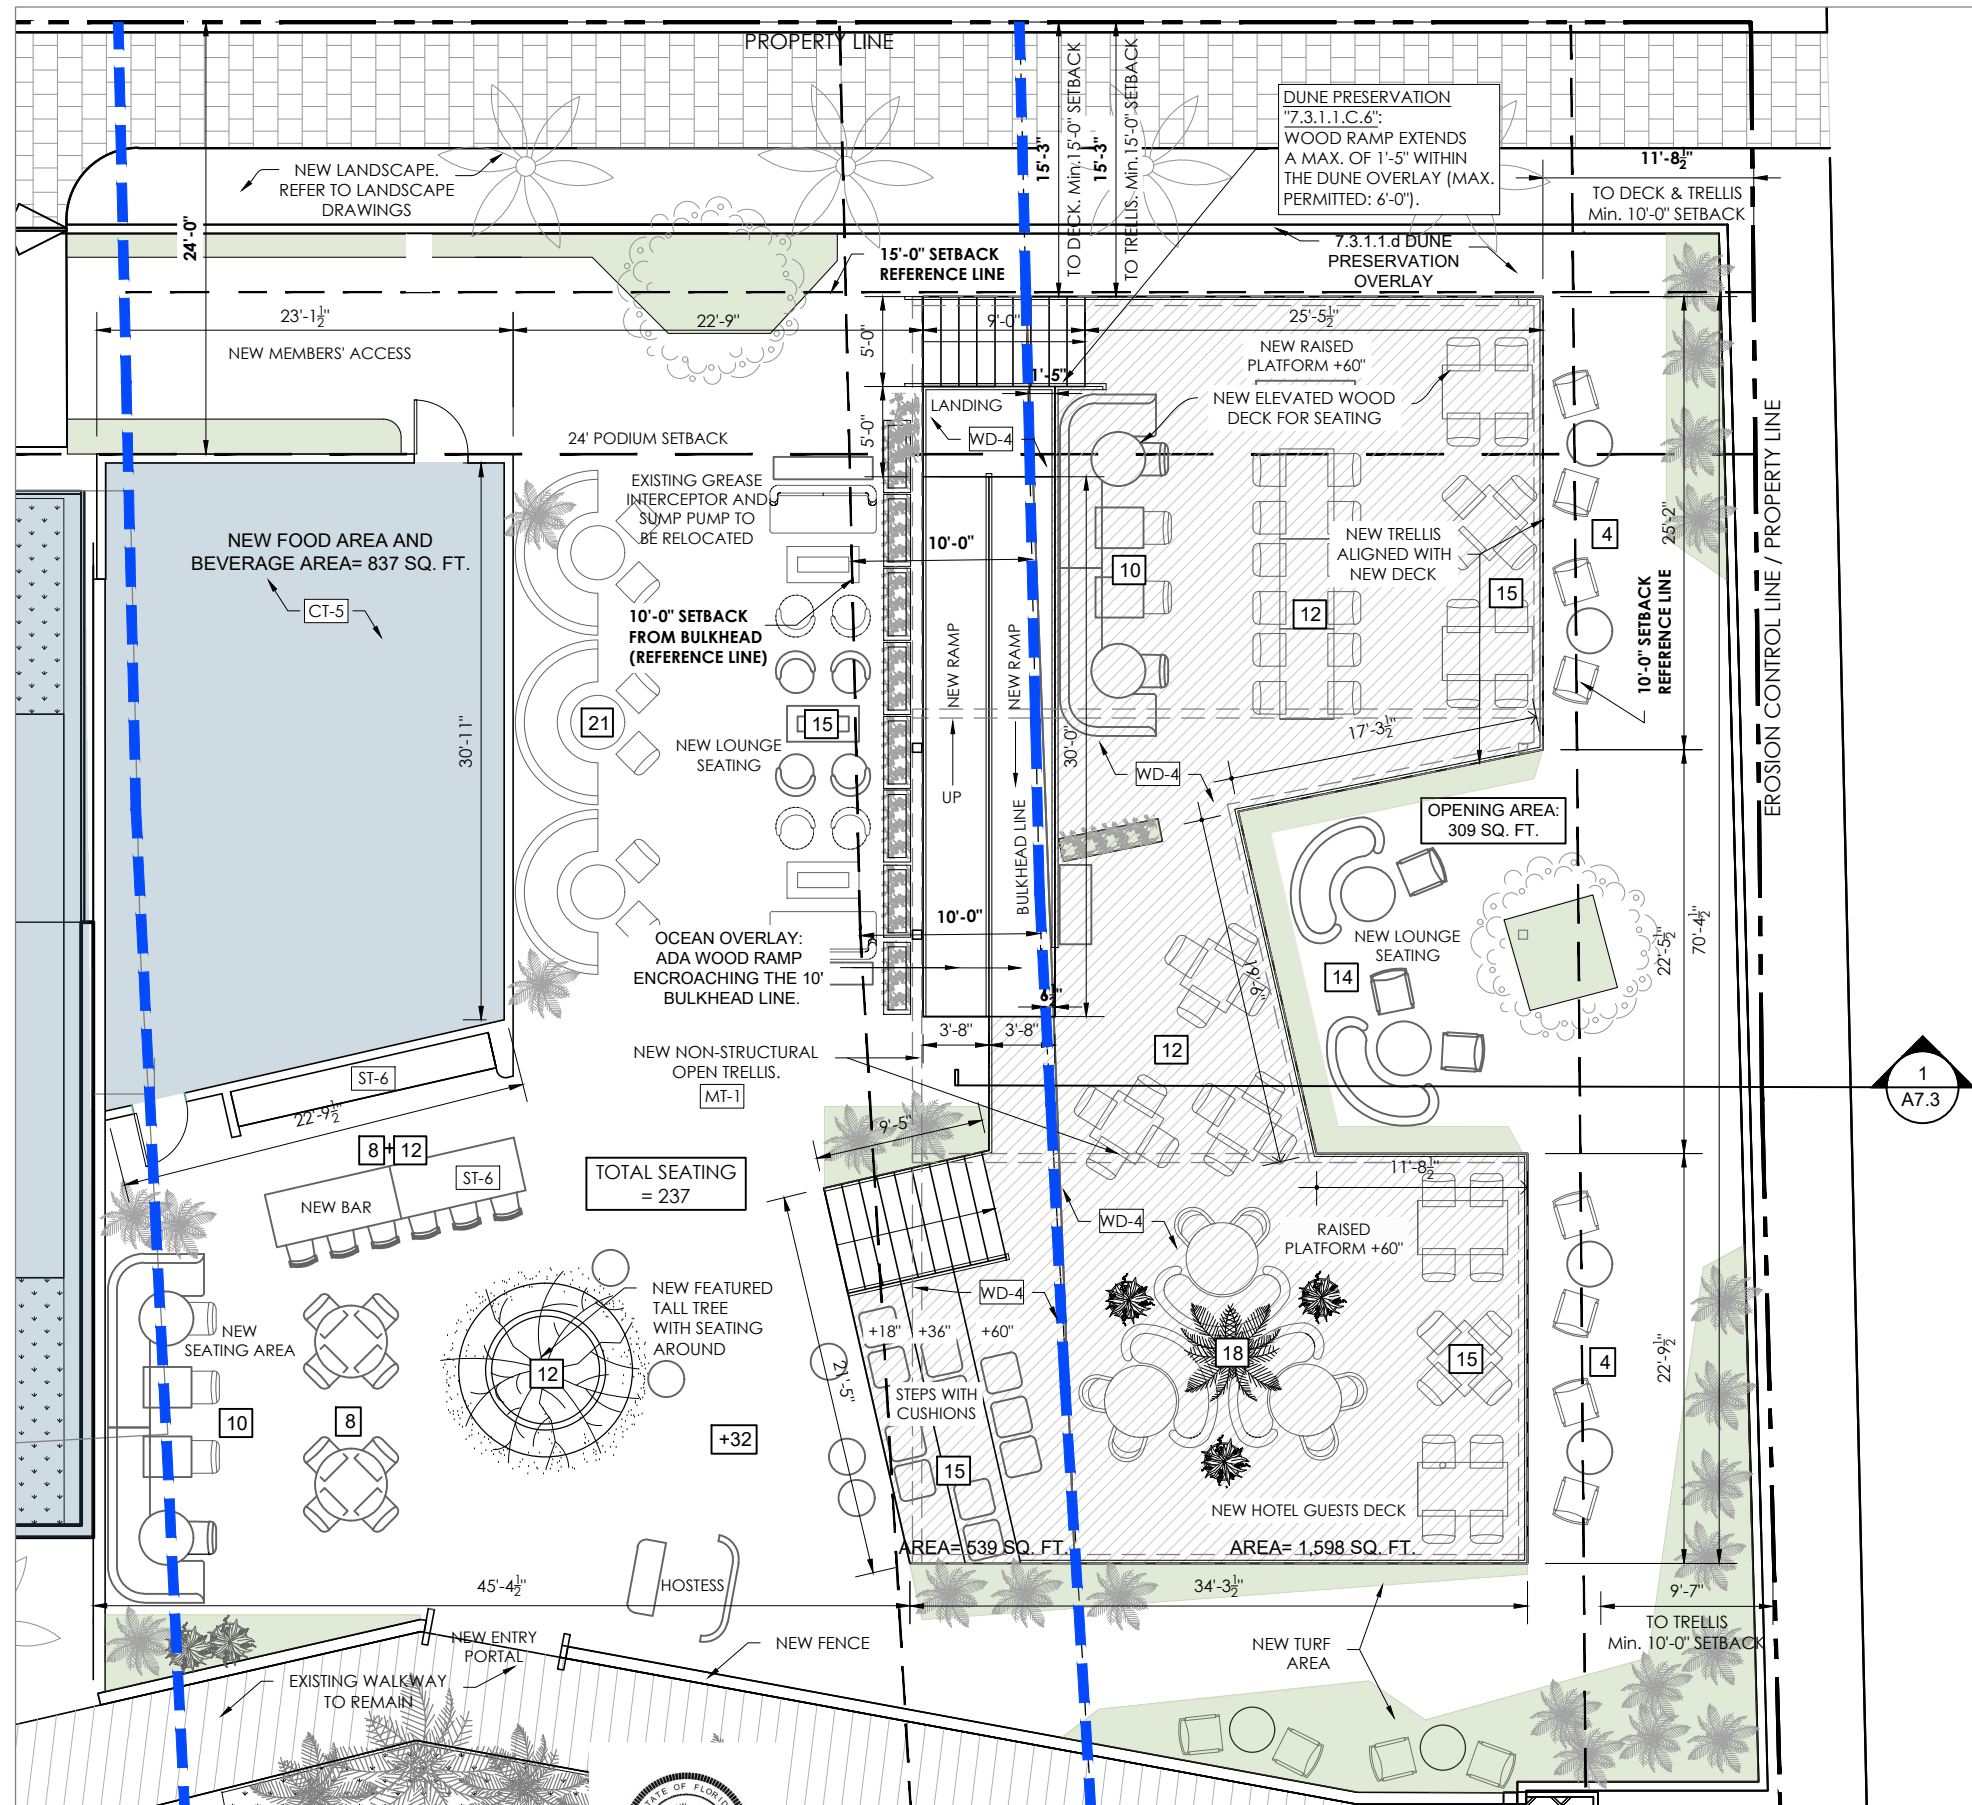 PROPERTY LINE
24'-0"
NEW LANDSCAPE.
REFER TO LANDSCAPE
DRAWINGS
15'-3"
TO DECK. Min.15'-0" SETBACK
15'-3"
TO TRELLIS. Min.15'-0" SETBACK
DUNE PRESERVATION
"7.3.1.1.C.6":
WOOD RAMP EXTENDS
A MAX. OF 1'-5" WITHIN
THE DUNE OVERLAY (MAX.
PERMITTED: 6'-0").
11'-8½"
TO DECK & TRELLIS
Min. 10'-0" SETBACK
7.3.1.1.d DUNE
PRESERVATION
OVERLAY
15'-0" SETBACK
REFERENCE LINE
23'-1½"
22'-9"
9'-0"
25'-5½"
NEW MEMBERS' ACCESS
5'-0"
5'-0"
1'-5"
NEW RAISED
PLATFORM +60"
NEW ELEVATED WOOD
DECK FOR SEATING
LANDING
WD-4
24' PODIUM SETBACK
EXISTING GREASE
INTERCEPTOR AND
SUMP PUMP TO
BE RELOCATED
NEW FOOD AREA AND
BEVERAGE AREA= 837 SQ. FT.
CT-5
30'-11"
10'-0"
10'-0" SETBACK
FROM BULKHEAD
(REFERENCE LINE)
NEW RAMP
NEW RAMP
UP
BULKHEAD LINE
30'-0"
10
12
NEW TRELLIS
ALIGNED WITH
NEW DECK
15
4
25'-2"
10'-0" SETBACK
REFERENCE LINE
EROSION CONTROL LINE / PROPERTY LINE
21
15
NEW LOUNGE
SEATING
17'-3½"
WD-4
OPENING AREA:
309 SQ. FT.
NEW LOUNGE
SEATING
14
22'-5½"
70'-4½"
19'-6"
10'-0"
OCEAN OVERLAY:
ADA WOOD RAMP
ENCROACHING THE 10'
BULKHEAD LINE.
6½"
3'-8"
3'-8"
12
NEW NON-STRUCTURAL
OPEN TRELLIS.
MT-1
1
A7.3
ST-6
22'-9½"
9'-5"
8+12
ST-6
NEW BAR
TOTAL SEATING
= 237
11'-8½"
WD-4
RAISED
PLATFORM +60"
WD-4
NEW FEATURED
TALL TREE
WITH SEATING
AROUND
NEW
SEATING AREA
+18"
+36"
+60"
21'-5"
STEPS WITH
CUSHIONS
12
18
15
4
22'-9½"
10
8
+32
15
NEW HOTEL GUESTS DECK
AREA= 539 SQ. FT.
AREA= 1,598 SQ. FT.
45'-4½"
HOSTESS
34'-3½"
9'-7"
TO TRELLIS
Min. 10'-0" SETBACK
NEW ENTRY
PORTAL
NEW FENCE
NEW TURF
AREA
EXISTING WALKWAY
TO REMAIN
STATE OF FLORID